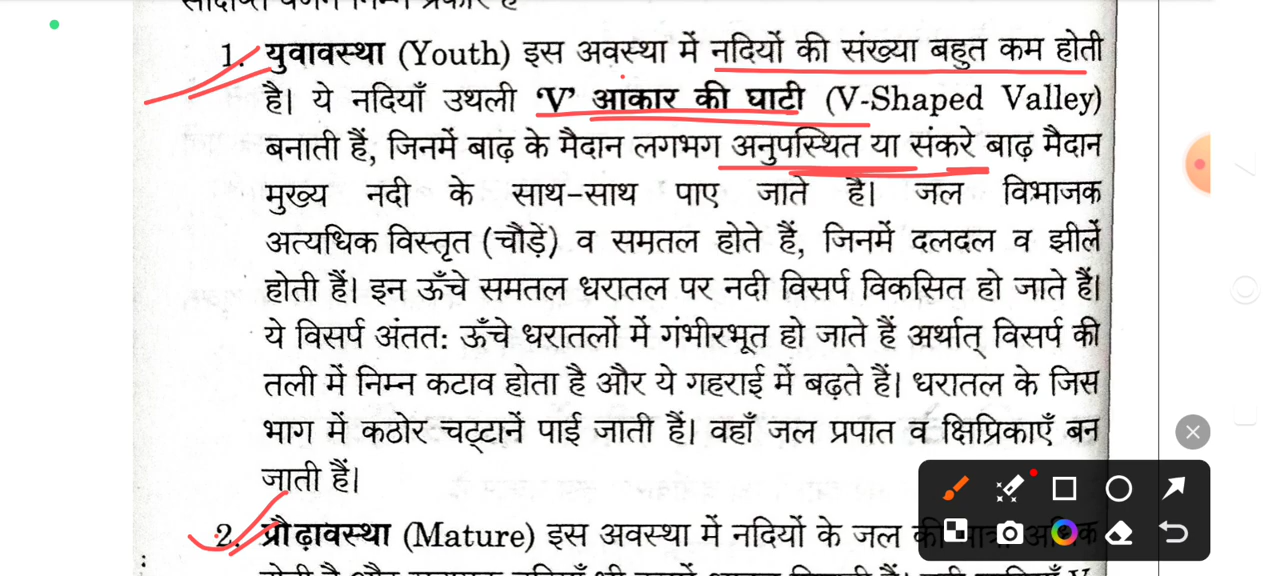 1. युवावस्था (Youth) इस अवस्था में नदियों की संख्या बहुत कम होती
है। ये नदियाँ उथली ‘V’ आकार की घाटी (V-Shaped Valley)
बनाती हैं, जिनमें बाढ़ के मैदान लगभग अनुपस्थित या संकरे बाढ़ मैदान
मुख्य नदी के साथ-साथ पाए जाते है। जल विभाजक
अत्यधिक विस्तृत (चौड़े) व समतल होते हैं, जिनमें दलदल व झीलें
होती हैं। इन ऊँचे समतल धरातल पर नदी विसर्प विकसित हो जाते हैं।
ये विसर्प अंतत: ऊँचे धरातलों में गंभीरभूत हो जाते हैं अर्थात् विसर्प की
तली में निम्न कटाव होता है और ये गहराई में बढ़ते हैं। धरातल के जिस
भाग में कठोर चट्टानें पाई जाती हैं। वहाँ जल प्रपात व क्षिप्रिकाएँ बन
जाती हैं।
2. प्रौढ़ावस्था (Mature) इस अवस्था में नदियों के जल की मात्रा अधिक